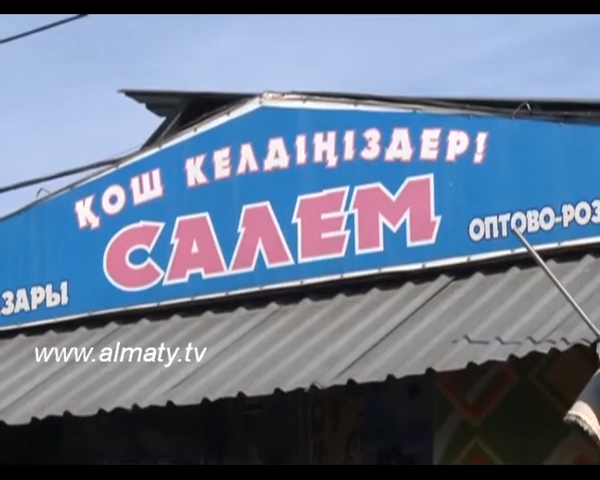 ҚОШ КЕЛДІҢІЗДЕР!
САЛЕМ
ЗАРЫ
ОПТОВО-РОЗ
www.almaty.tv